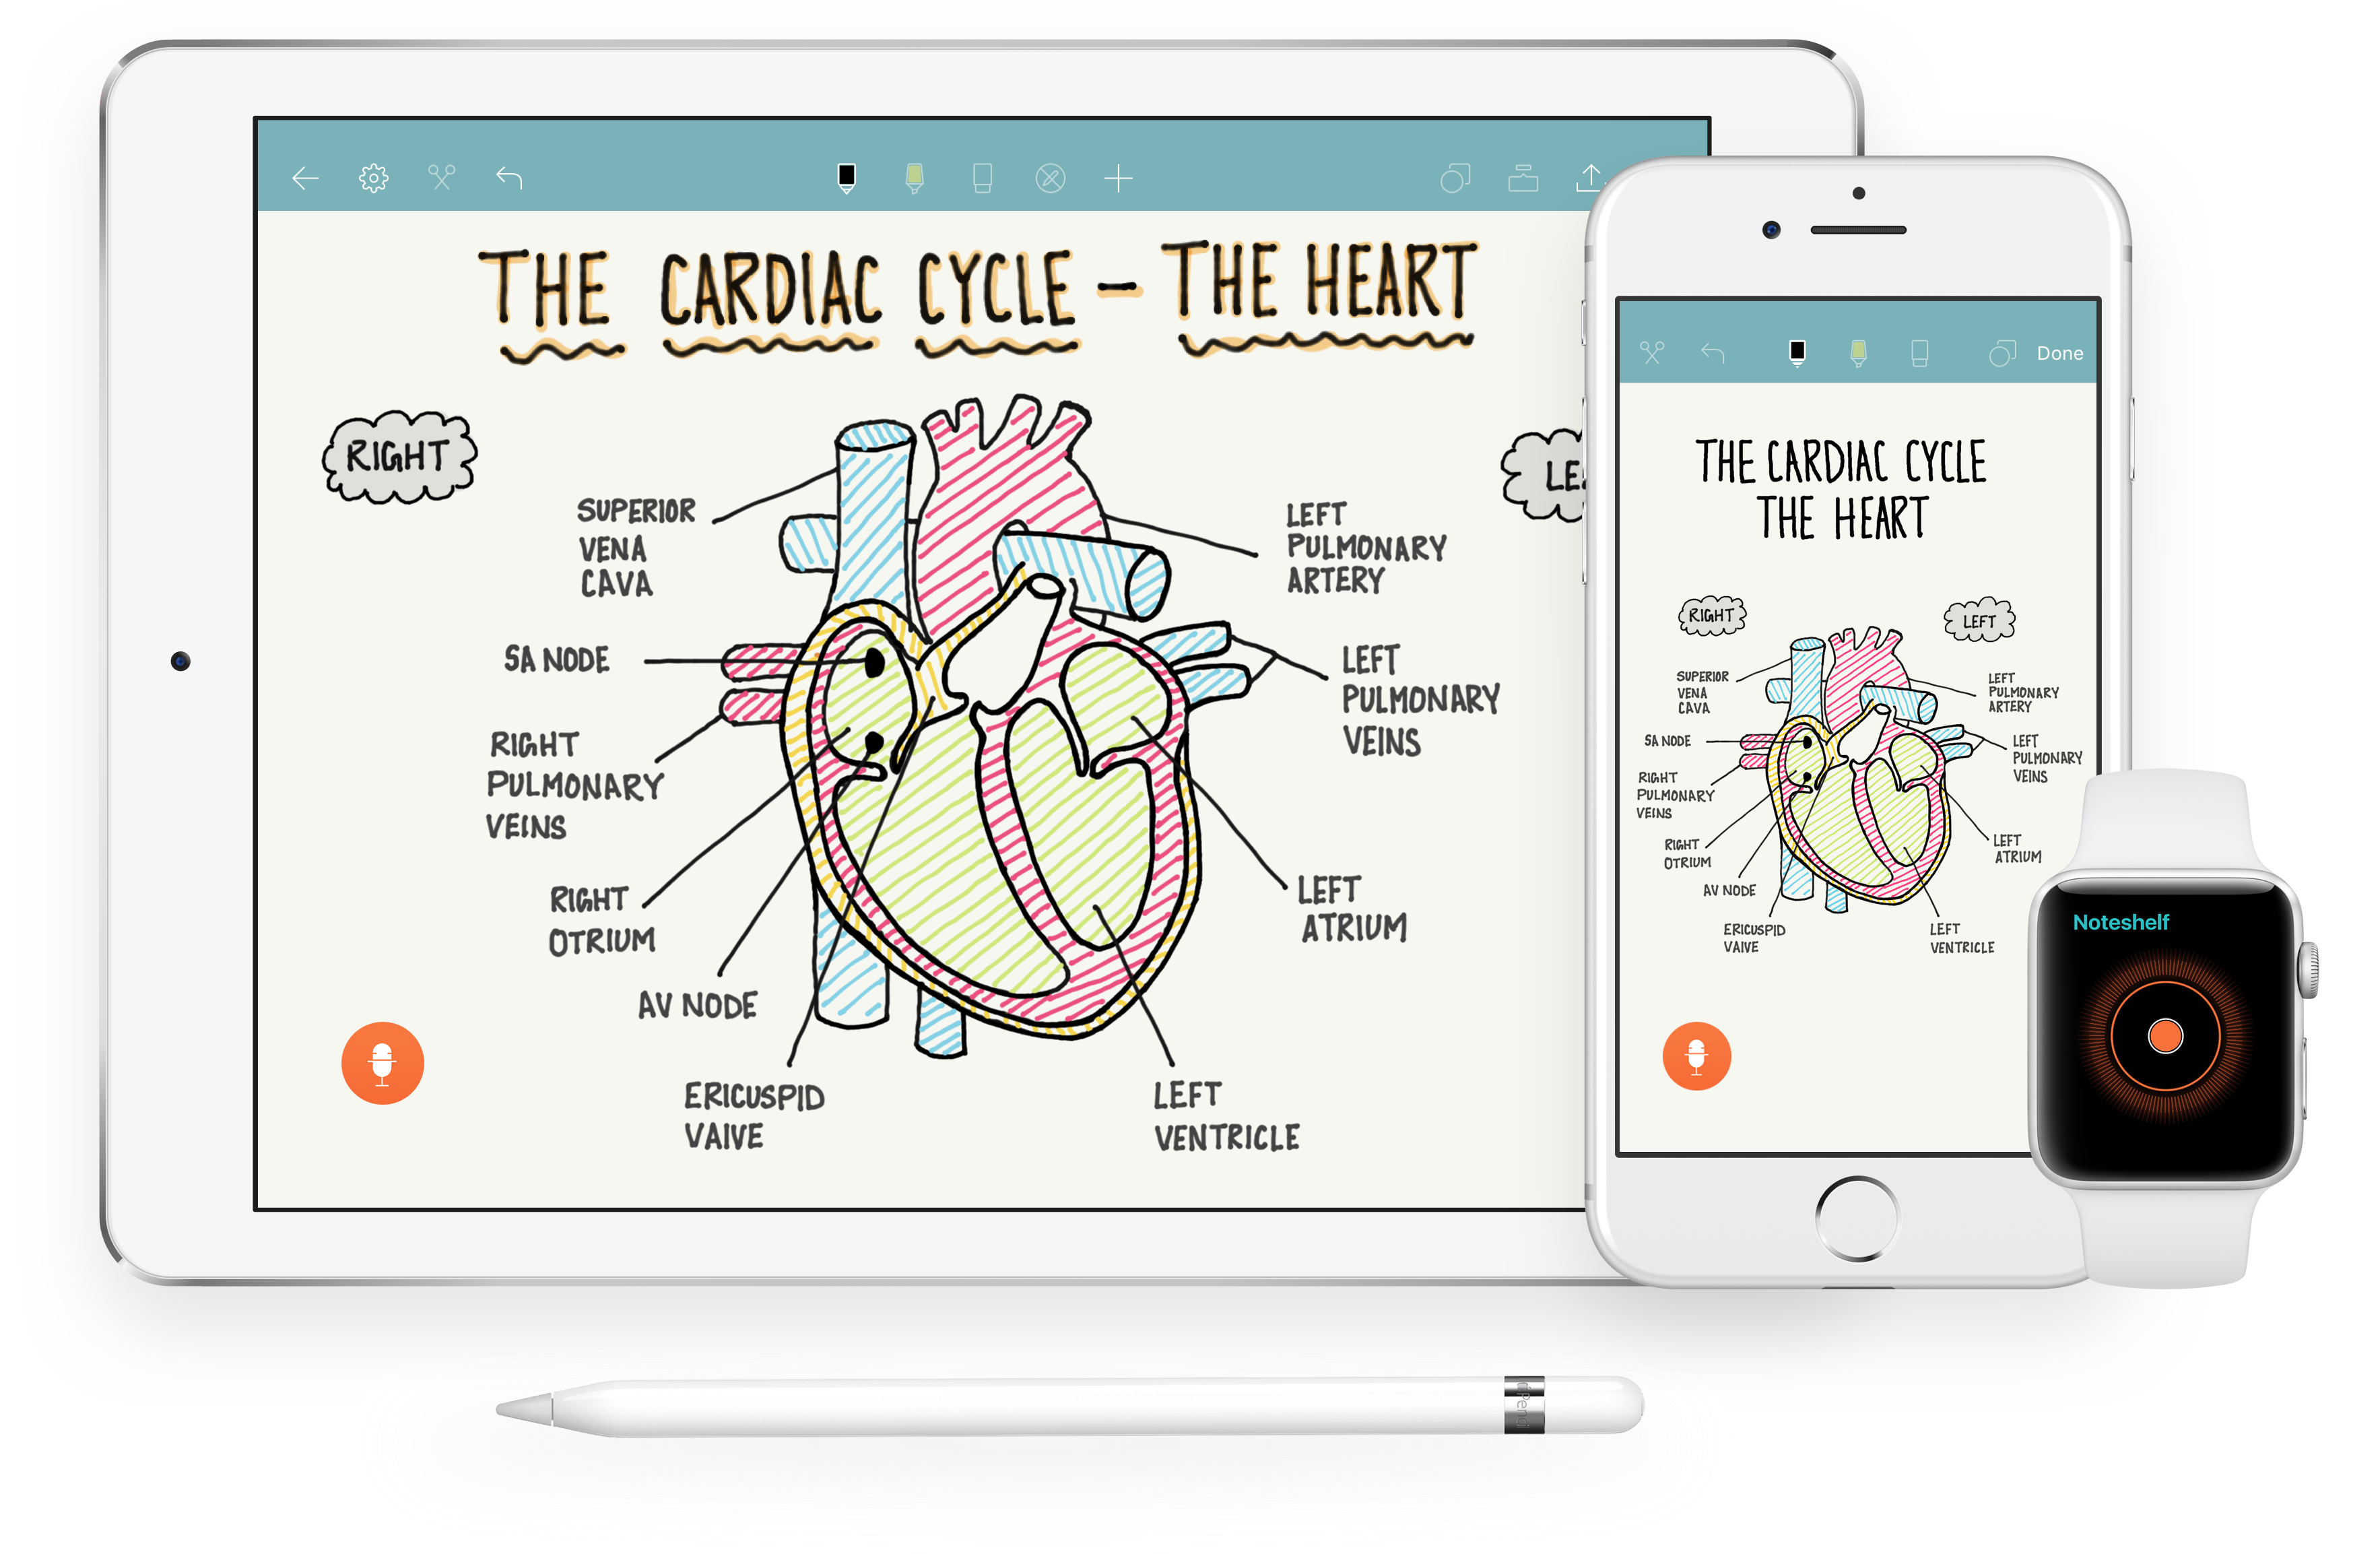 THE CARDIAC CYCLE – THE HEART
RIGHT
SUPERIOR
VENA
CAVA
SA NODE
RIGHT
PULMONARY
VEINS
RIGHT
OTRIUM
AV NODE
ERICUSPID
VAIVE
LEFT
PULMONARY
ARTERY
LEFT
PULMONARY
VEINS
LEFT
ATRIUM
LEFT
VENTRICLE
Done
THE CARDIAC CYCLE
THE HEART
RIGHT
LEFT
SUPERIOR
VENA
CAVA
SA NODE
RIGHT
PULMONARY
VEINS
RIGHT
OTRIUM
AV NODE
ERICUSPID
VAIVE
LEFT
PULMONARY
ARTERY
LEFT
PULMONARY
VEINS
LEFT
ATRIUM
LEFT
VENTRICLE
Noteshelf
Pencil